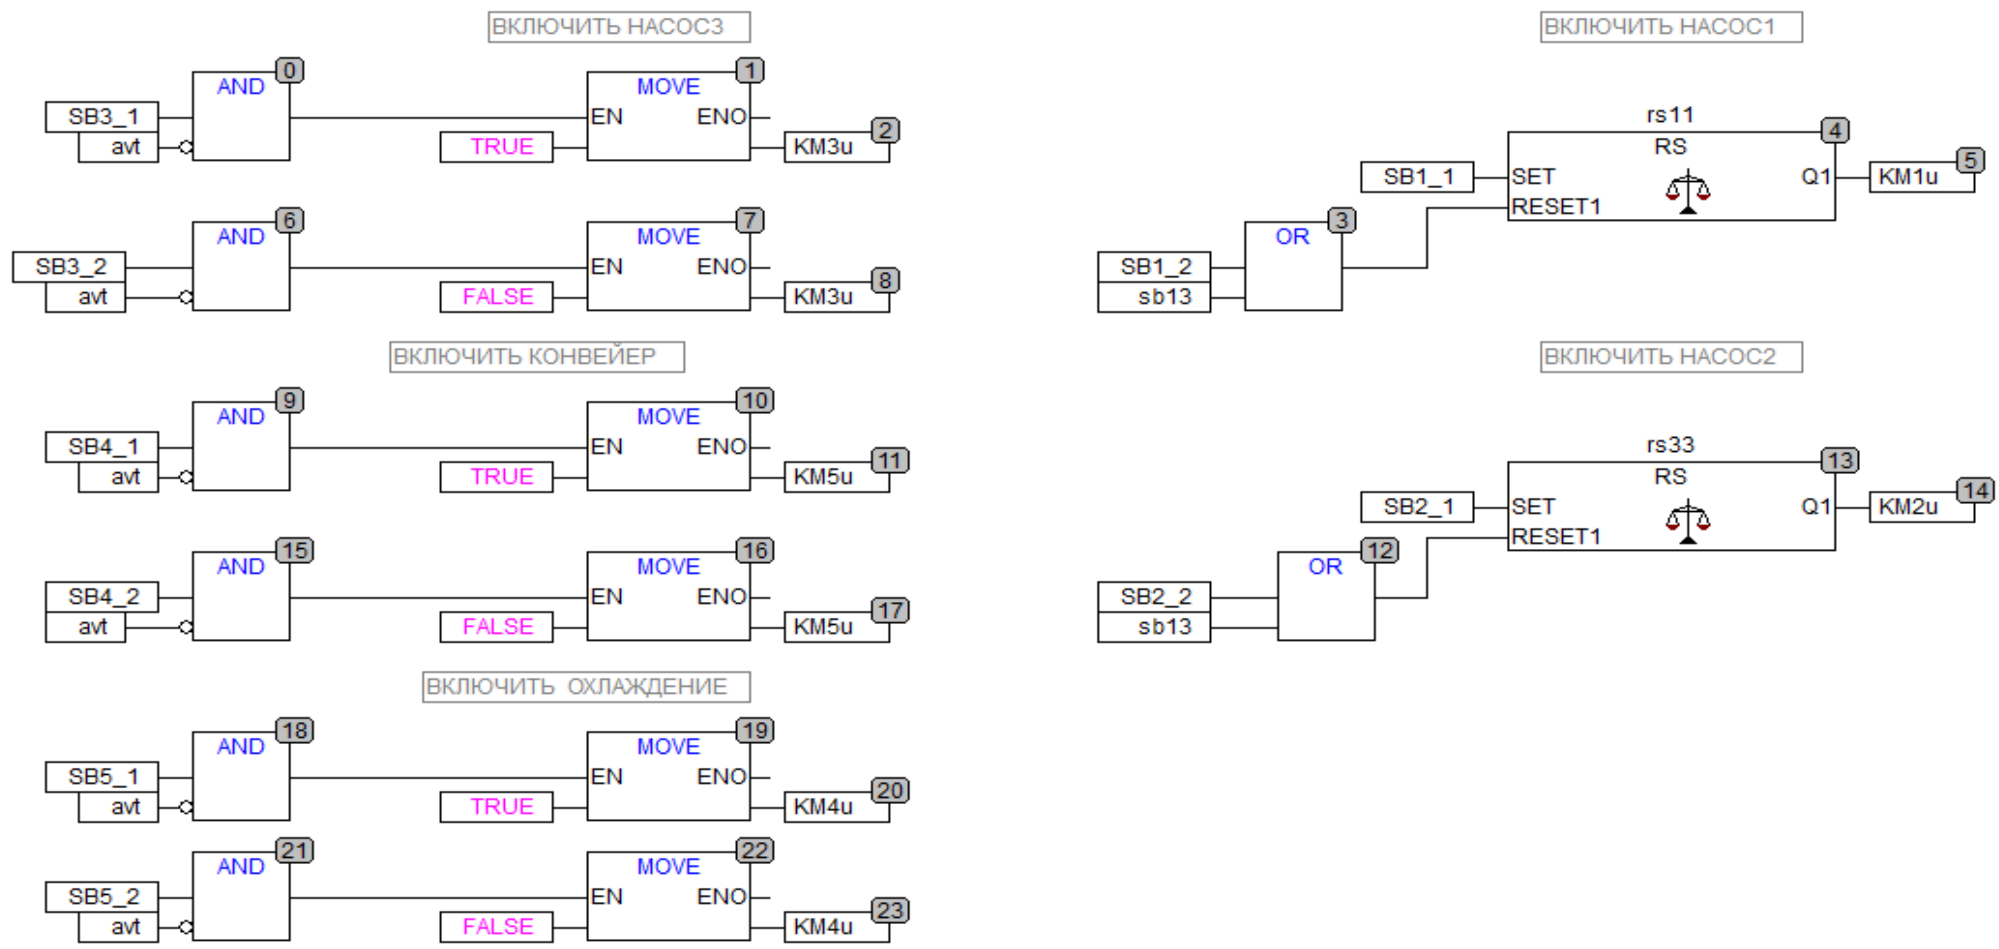 ВКЛЮЧИТЬ НАСОС3
0
AND
SB3_1
avt
1
MOVE
EN ENO
TRUE
2
KM3u
6
AND
SB3_2
avt
7
MOVE
EN ENO
FALSE
8
KM3u
ВКЛЮЧИТЬ КОНВЕЙЕР
9
AND
SB4_1
avt
10
MOVE
EN ENO
TRUE
11
KM5u
15
AND
SB4_2
avt
16
MOVE
EN ENO
FALSE
17
KM5u
ВКЛЮЧИТЬ ОХЛАЖДЕНИЕ
18
AND
SB5_1
avt
19
MOVE
EN ENO
TRUE
20
KM4u
21
AND
SB5_2
avt
22
MOVE
EN ENO
FALSE
23
KM4u
ВКЛЮЧИТЬ НАСОС1
rs11
4
RS
SB1_1
SET Q1
RESET1
5
KM1u
3
OR
SB1_2
sb13
ВКЛЮЧИТЬ НАСОС2
rs33
13
RS
SB2_1
SET Q1
RESET1
14
KM2u
12
OR
SB2_2
sb13